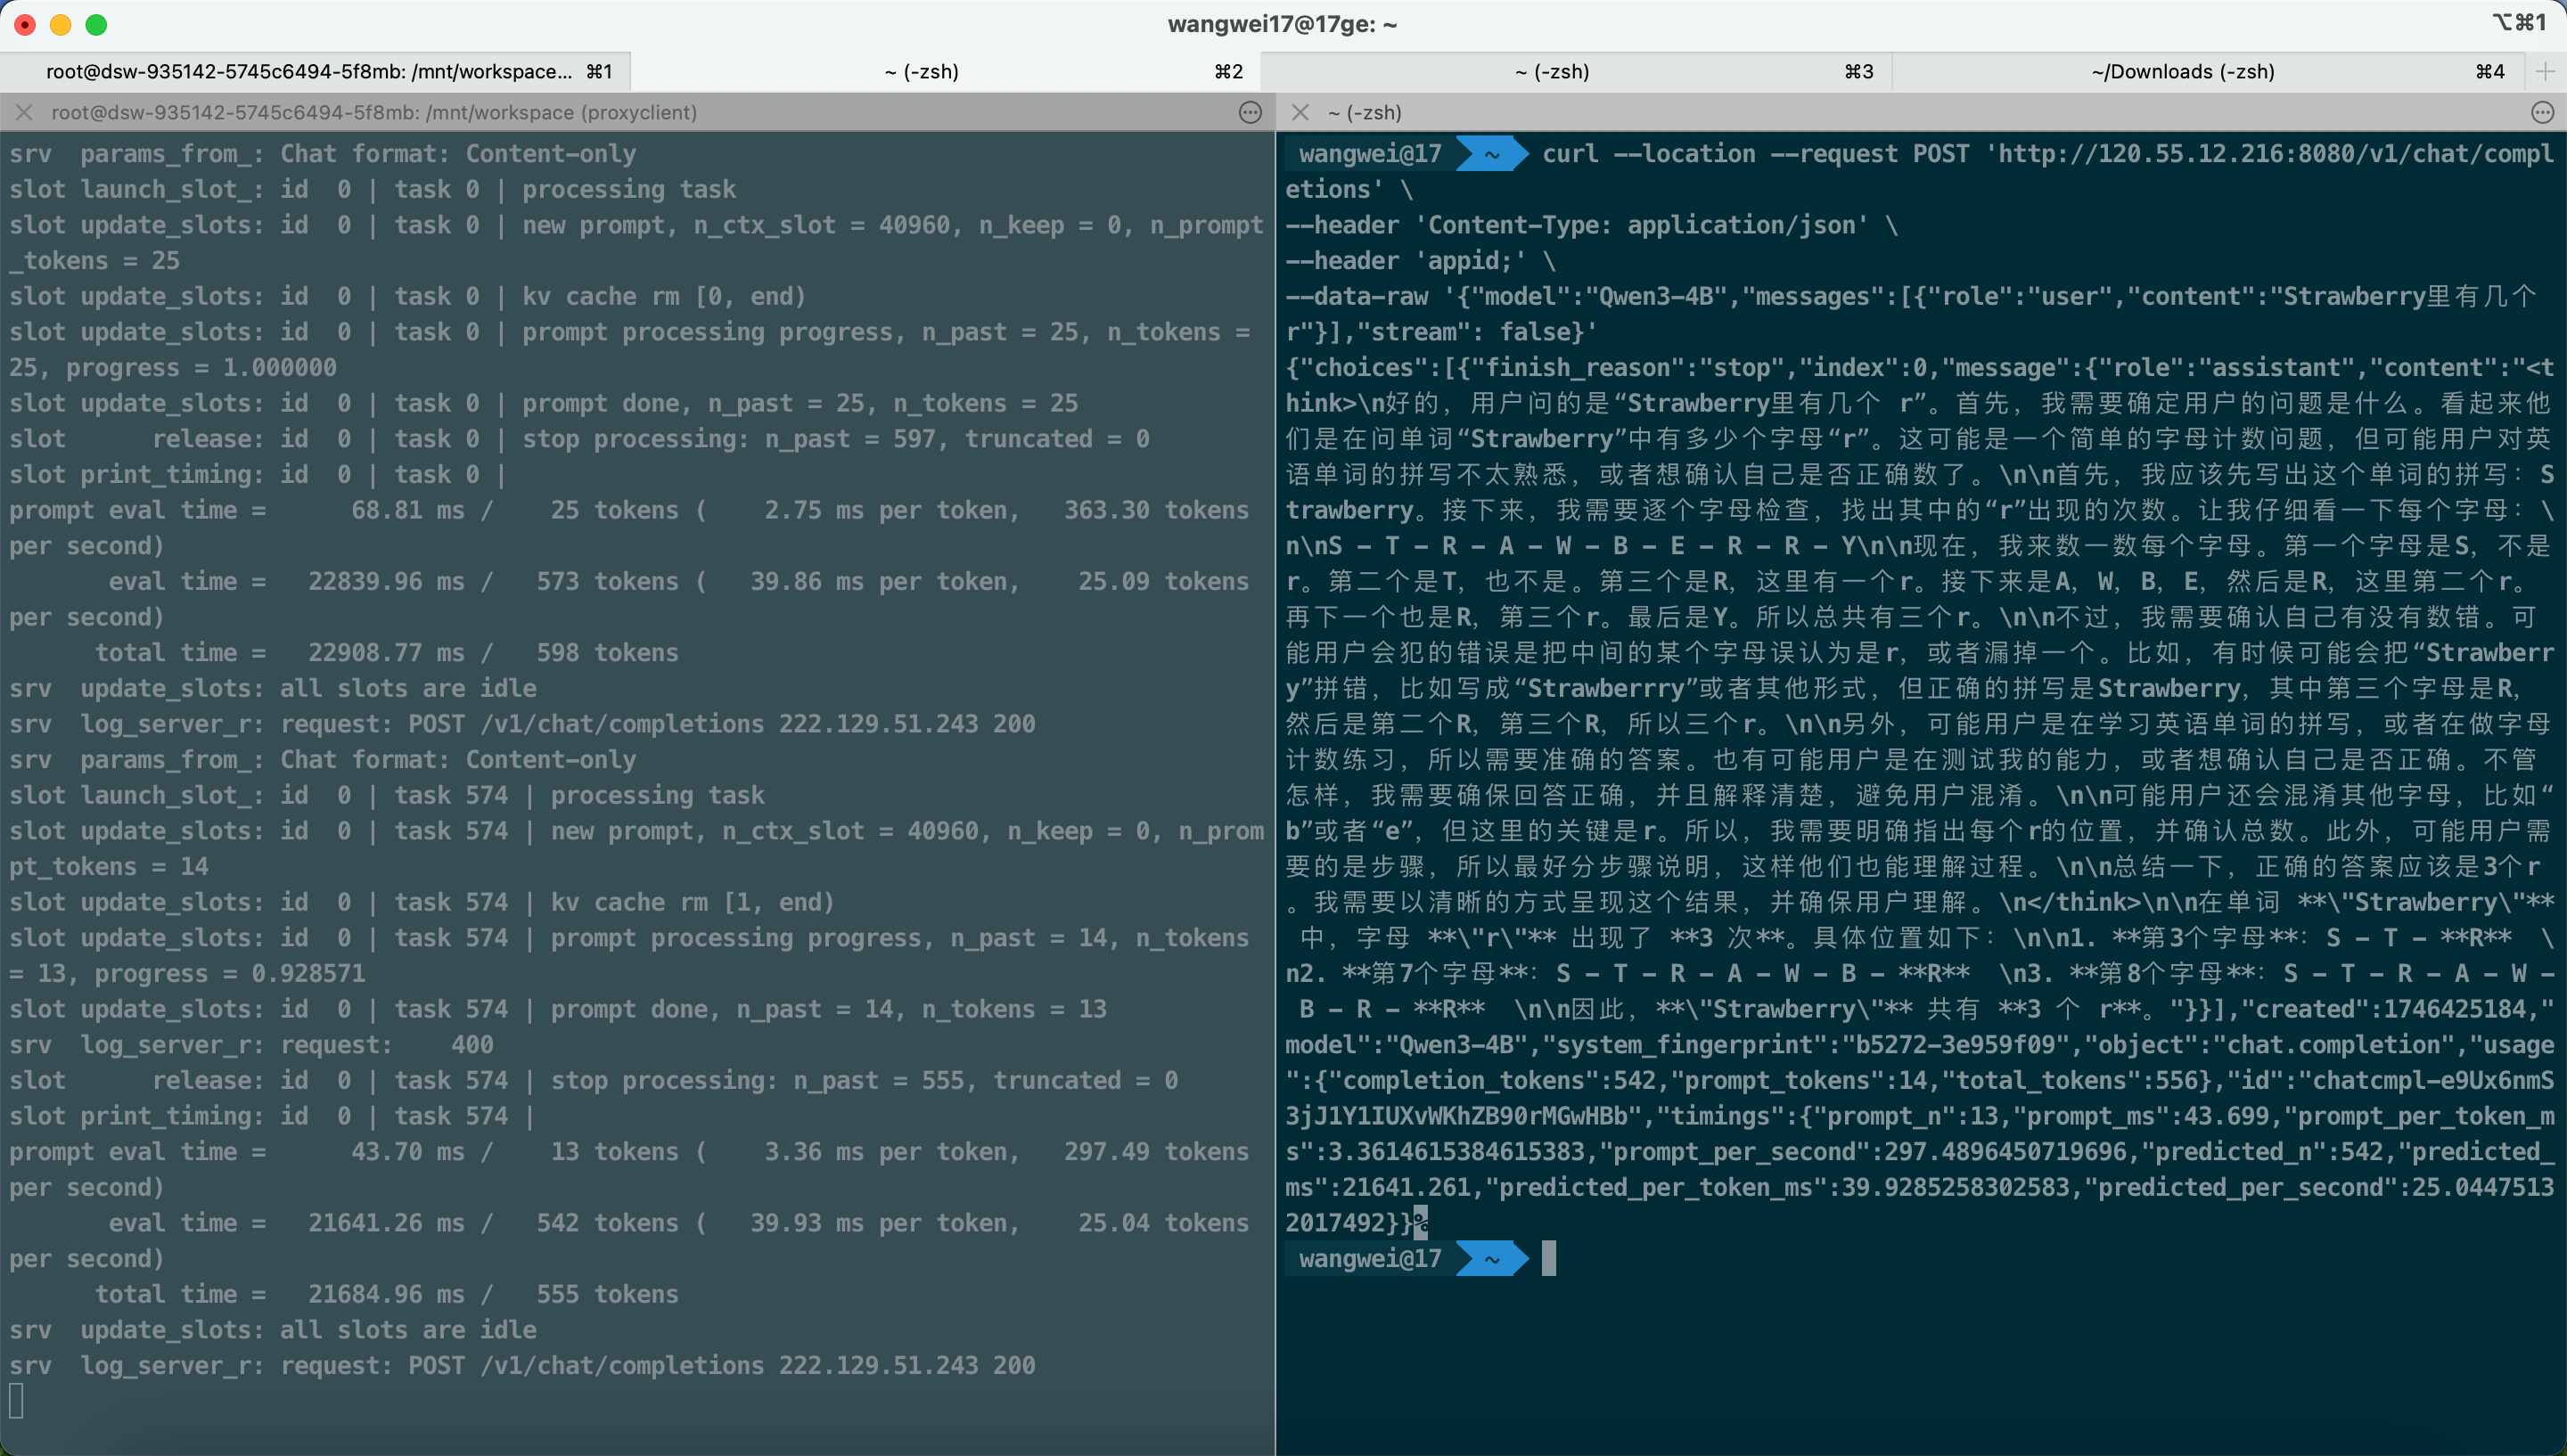 wangwei17@17ge: ~
⌥⌘1
root@dsw-935142-5745c6494-5f8mb: /mnt/workspace... ⌘1
~ (-zsh) ⌘2
~ (-zsh) ⌘3
~/Downloads (-zsh) ⌘4
root@dsw-935142-5745c6494-5f8mb: /mnt/workspace (proxyclient)
srv  params_from_: Chat format: Content-only
slot launch_slot_: id  0 | task 0 | processing task
slot update_slots: id  0 | task 0 | new prompt, n_ctx_slot = 40960, n_keep = 0, n_prompt
_tokens = 25
slot update_slots: id  0 | task 0 | kv cache rm [0, end)
slot update_slots: id  0 | task 0 | prompt processing progress, n_past = 25, n_tokens =
25, progress = 1.000000
slot update_slots: id  0 | task 0 | prompt done, n_past = 25, n_tokens = 25
slot      release: id  0 | task 0 | stop processing: n_past = 597, truncated = 0
slot print_timing: id  0 | task 0 |
prompt eval time =      68.81 ms /    25 tokens (    2.75 ms per token,   363.30 tokens
per second)
       eval time =   22839.96 ms /   573 tokens (   39.86 ms per token,    25.09 tokens
per second)
      total time =   22908.77 ms /   598 tokens
srv  update_slots: all slots are idle
srv  log_server_r: request: POST /v1/chat/completions 222.129.51.243 200
srv  params_from_: Chat format: Content-only
slot launch_slot_: id  0 | task 574 | processing task
slot update_slots: id  0 | task 574 | new prompt, n_ctx_slot = 40960, n_keep = 0, n_prom
pt_tokens = 14
slot update_slots: id  0 | task 574 | kv cache rm [1, end)
slot update_slots: id  0 | task 574 | prompt processing progress, n_past = 14, n_tokens
= 13, progress = 0.928571
slot update_slots: id  0 | task 574 | prompt done, n_past = 14, n_tokens = 13
srv  log_server_r: request:    400
slot      release: id  0 | task 574 | stop processing: n_past = 555, truncated = 0
slot print_timing: id  0 | task 574 |
prompt eval time =      43.70 ms /    13 tokens (    3.36 ms per token,   297.49 tokens
per second)
       eval time =   21641.26 ms /   542 tokens (   39.93 ms per token,    25.04 tokens
per second)
      total time =   21684.96 ms /   555 tokens
srv  update_slots: all slots are idle
srv  log_server_r: request: POST /v1/chat/completions 222.129.51.243 200
~ (-zsh)
wangwei@17 ~ curl --location --request POST 'http://120.55.12.216:8080/v1/chat/compl
etions' \
--header 'Content-Type: application/json' \
--header 'appid;' \
--data-raw '{"model":"Qwen3-4B","messages":[{"role":"user","content":"Strawberry里有几个
r"}],"stream": false}'
{"choices":[{"finish_reason":"stop","index":0,"message":{"role":"assistant","content":"<t
hink>\n好的，用户问的是“Strawberry里有几个 r”。首先，我需要确定用户的问题是什么。看起来他
们是在问单词“Strawberry”中有多少个字母“r”。这可能是一个简单的字母计数问题，但可能用户对英
语单词的拼写不太熟悉，或者想确认自己是否正确数了。\n\n首先，我应该先写出这个单词的拼写：S
trawberry。接下来，我需要逐个字母检查，找出其中的“r”出现的次数。让我仔细看一下每个字母：\
n\nS - T - R - A - W - B - E - R - R - Y\n\n现在，我来数一数每个字母。第一个字母是S，不是
r。第二个是T，也不是。第三个是R，这里有一个r。接下来是A，W，B，E，然后是R，这里第二个r。
再下一个也是R，第三个r。最后是Y。所以总共有三个r。\n\n不过，我需要确认自己有没有数错。可
能用户会犯的错误是把中间的某个字母误认为是r，或者漏掉一个。比如，有时候可能会把“Strawberr
y”拼错，比如写成“Strawberrry”或者其他形式，但正确的拼写是Strawberry，其中第三个字母是R，
然后是第二个R，第三个R，所以三个r。\n\n另外，可能用户是在学习英语单词的拼写，或者在做字母
计数练习，所以需要准确的答案。也有可能用户是在测试我的能力，或者想确认自己是否正确。不管
怎样，我需要确保回答正确，并且解释清楚，避免用户混淆。\n\n可能用户还会混淆其他字母，比如“
b”或者“e”，但这里的关键是r。所以，我需要明确指出每个r的位置，并确认总数。此外，可能用户需
要的是步骤，所以最好分步骤说明，这样他们也能理解过程。\n\n总结一下，正确的答案应该是3个r
。我需要以清晰的方式呈现这个结果，并确保用户理解。\n</think>\n\n在单词 **\"Strawberry\"**
中，字母 **\"r\"** 出现了 **3 次**。具体位置如下：\n\n1. **第3个字母**：S - T - **R**  \
n2. **第7个字母**：S - T - R - A - W - B - **R**  \n3. **第8个字母**：S - T - R - A - W -
B - R - **R**  \n\n因此，**\"Strawberry\"** 共有 **3 个 r**。"}}],"created":1746425184,"
model":"Qwen3-4B","system_fingerprint":"b5272-3e959f09","object":"chat.completion","usage
":{"completion_tokens":542,"prompt_tokens":14,"total_tokens":556},"id":"chatcmpl-e9Ux6nmS
3jJ1Y1IUXvWKhZB90rMGwHBb","timings":{"prompt_n":13,"prompt_ms":43.699,"prompt_per_token_m
s":3.3614615384615383,"prompt_per_second":297.4896450719696,"predicted_n":542,"predicted_
ms":21641.261,"predicted_per_token_ms":39.9285258302583,"predicted_per_second":25.0447513
2017492}}%
wangwei@17 ~